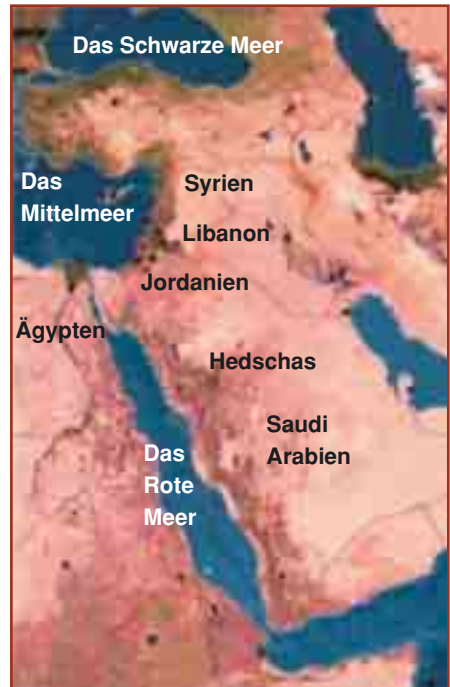 Das Schwarze Meer
Das
Mittelmeer
Syrien
Libanon
Jordanien
Ägypten
Hedschas
Saudi
Arabien
Das
Rote
Meer